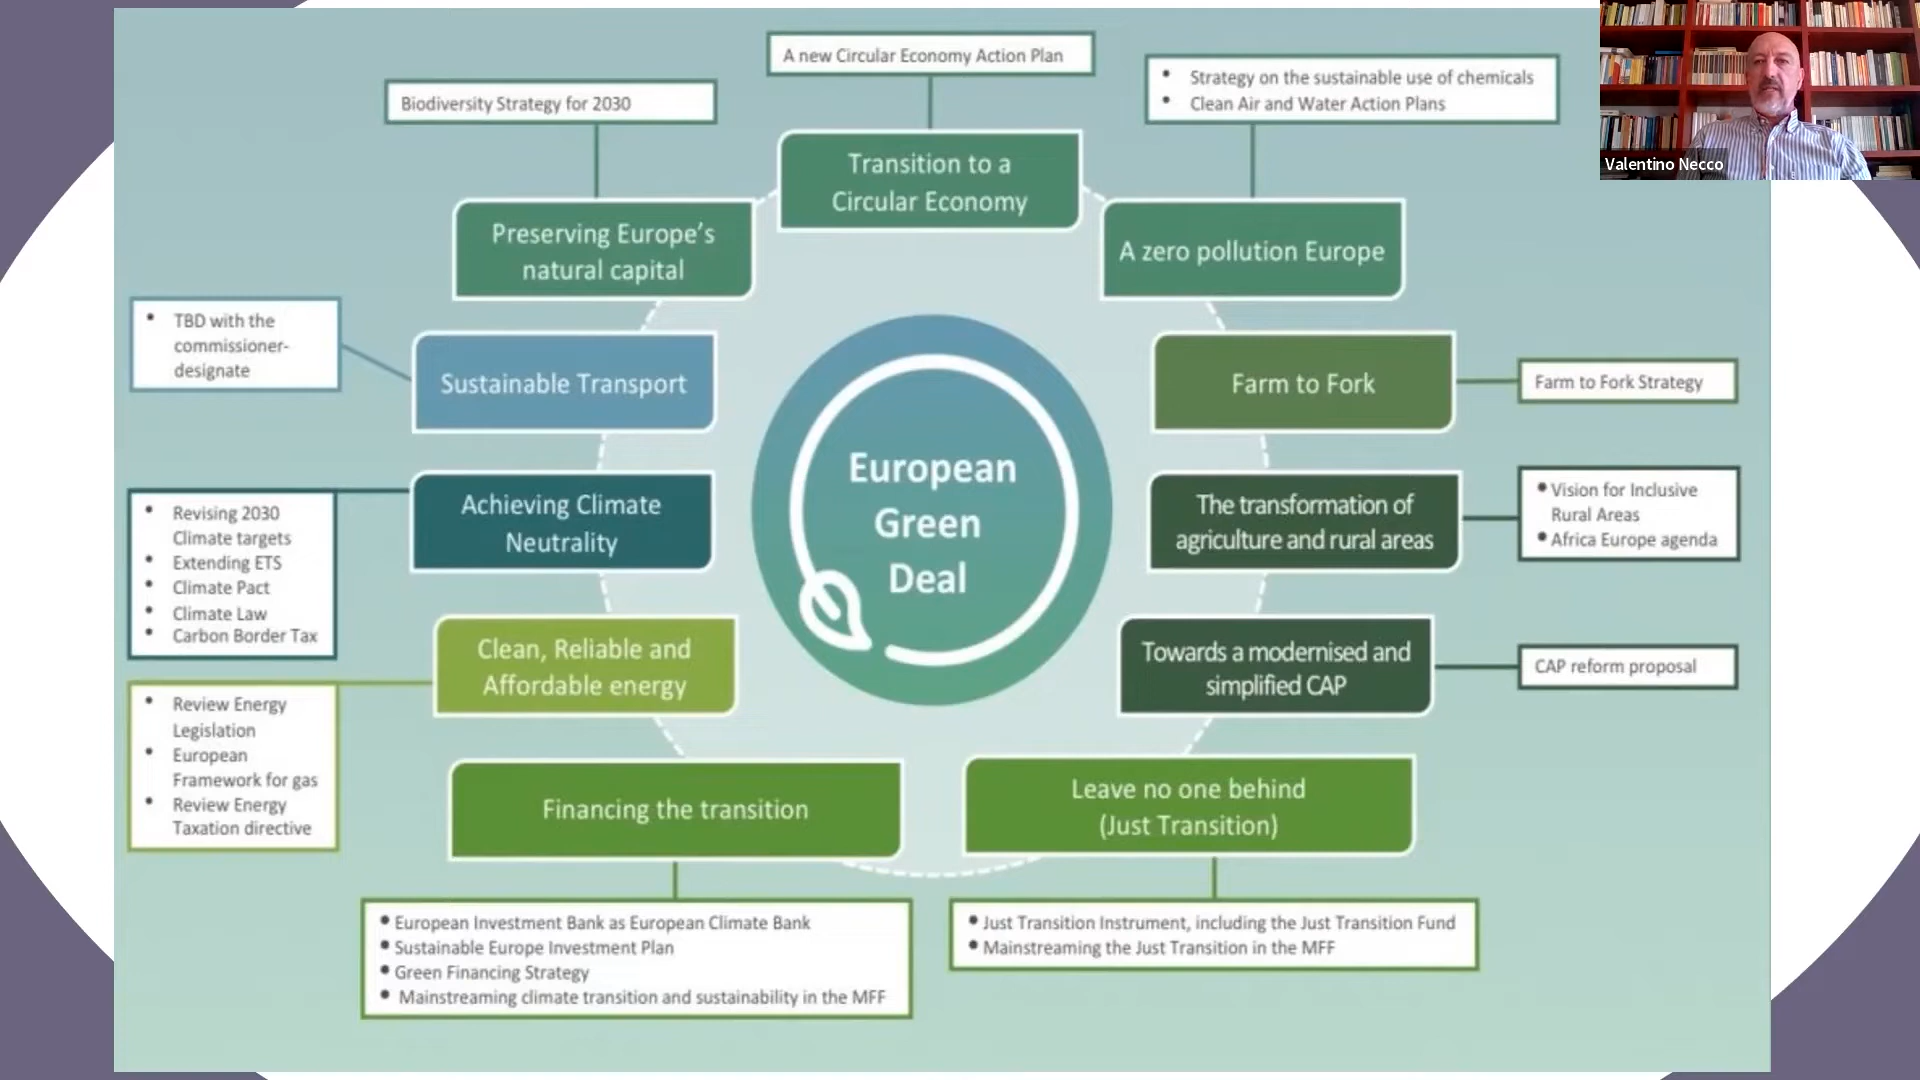 A new Circular Economy Action Plan
Biodiversity Strategy for 2030
• Strategy on the sustainable use of chemicals
• Clean Air and Water Action Plans
Valentino Necco
Transition to a
Circular Economy
Preserving Europe's
natural capital
A zero pollution Europe
• TBD with the
commissioner-
designate
Sustainable Transport
Farm to Fork
Farm to Fork Strategy
European
Green
Deal
• Revising 2030
Climate targets
• Extending ETS
• Climate Pact
• Climate Law
• Carbon Border Tax
Achieving Climate
Neutrality
The transformation of
agriculture and rural areas
• Vision for Inclusive
Rural Areas
• Africa Europe agenda
Clean, Reliable and
Affordable energy
Towards a modernised and
simplified CAP
CAP reform proposal
• Review Energy
Legislation
• European
Framework for gas
• Review Energy
Taxation directive
Financing the transition
Leave no one behind
(Just Transition)
• European Investment Bank as European Climate Bank
• Sustainable Europe Investment Plan
• Green Financing Strategy
• Mainstreaming climate transition and sustainability in the MFF
• Just Transition Instrument, including the Just Transition Fund
• Mainstreaming the Just Transition in the MFF